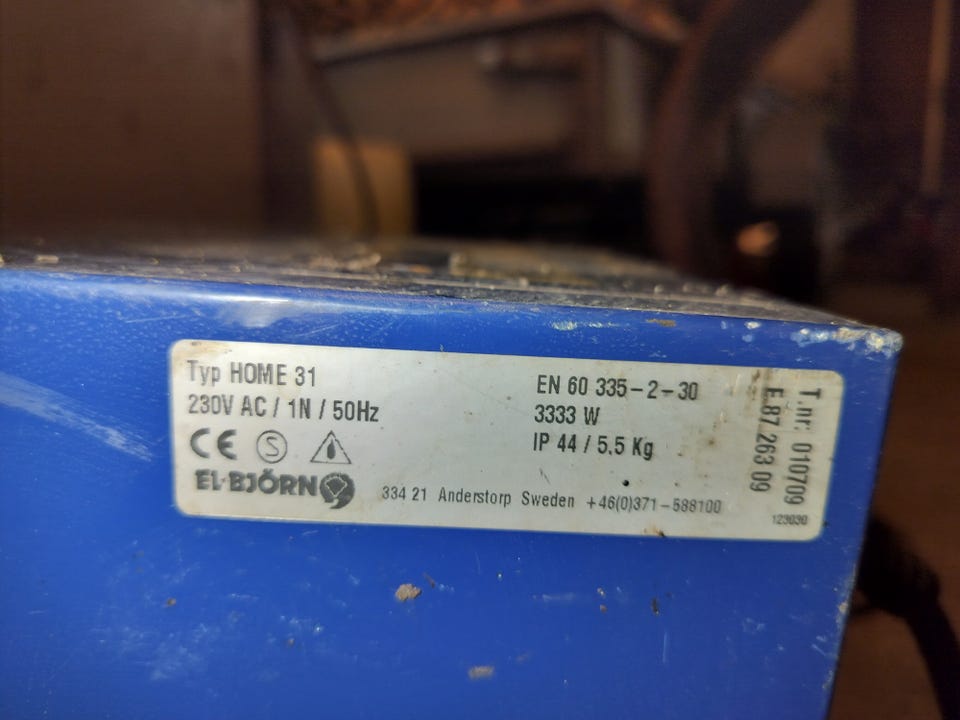 Typ HOME 31
230V AC / 1N / 50Hz
CE S
EL·BJÖRN
EN 60 335-2-30
3333 W
IP 44 / 5.5 Kg
334 21 Anderstorp Sweden +46(0)371-588100
T.nr: 010709
E 87 263 09
123030